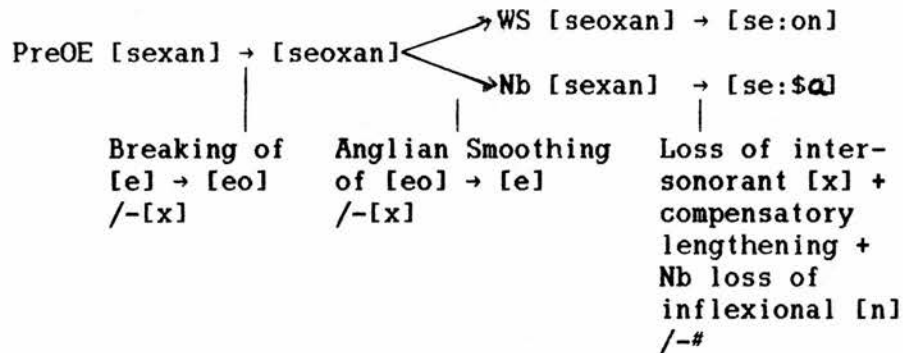 WS [seoxan] → [se:on]
PreOE [sexan] → [seoxan]
Nb [sexan] → [se:$a]
Breaking of Anglian Smoothing Loss of inter-
[e] → [eo] of [eo] → [e] sonorant [x] +
/-[x] /-[x] compensatory
lengthening +
Nb loss of
inflexional [n]
/-#